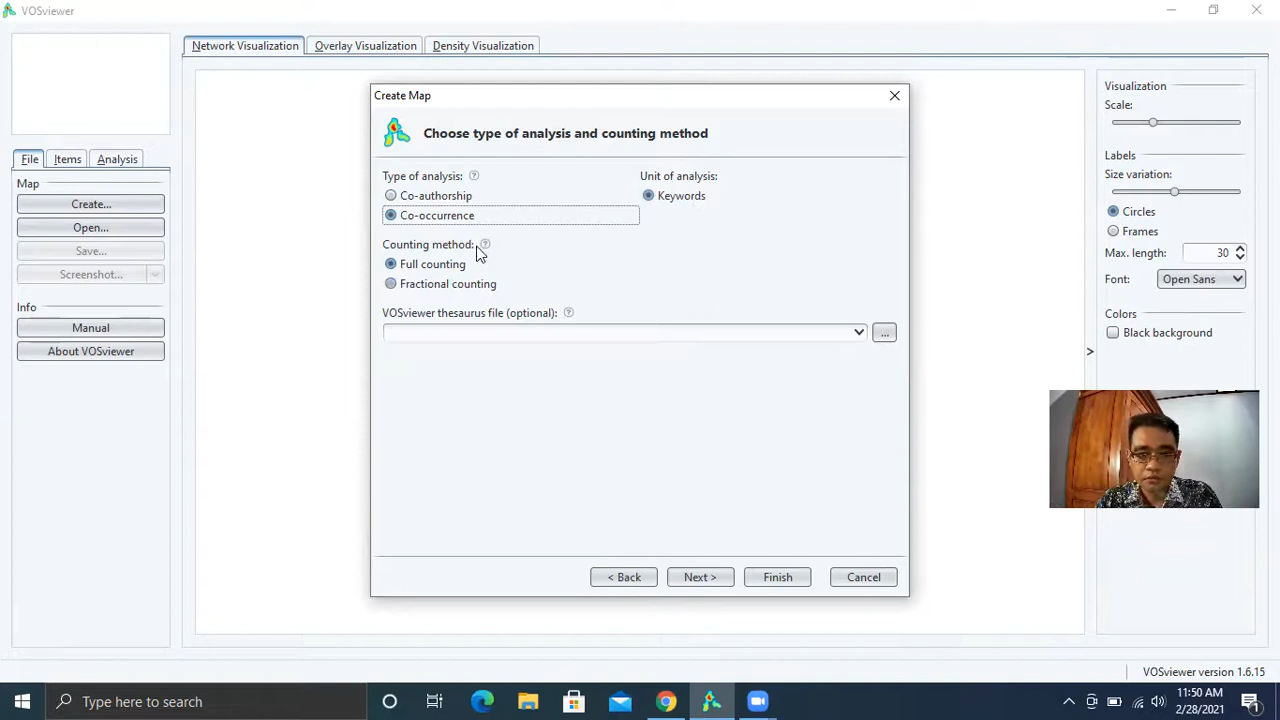 VOSviewer
Network Visualization
Overlay Visualization
Density Visualization
File
Items
Analysis
Map
Create...
Open...
Save...
Screenshot...
Info
Manual
About VOSviewer
Create Map
Choose type of analysis and counting method
Type of analysis:
Unit of analysis:
Co-authorship
Keywords
Co-occurrence
Counting method:
Full counting
Fractional counting
VOSviewer thesaurus file (optional):
...
< Back
Next >
Finish
Cancel
Visualization
Scale:
Labels
Size variation:
Circles
Frames
Max. length:
30
Font:
Open Sans
Colors
Black background
>
VOSviewer version 1.6.15
Type here to search
11:50 AM
2/28/2021
1